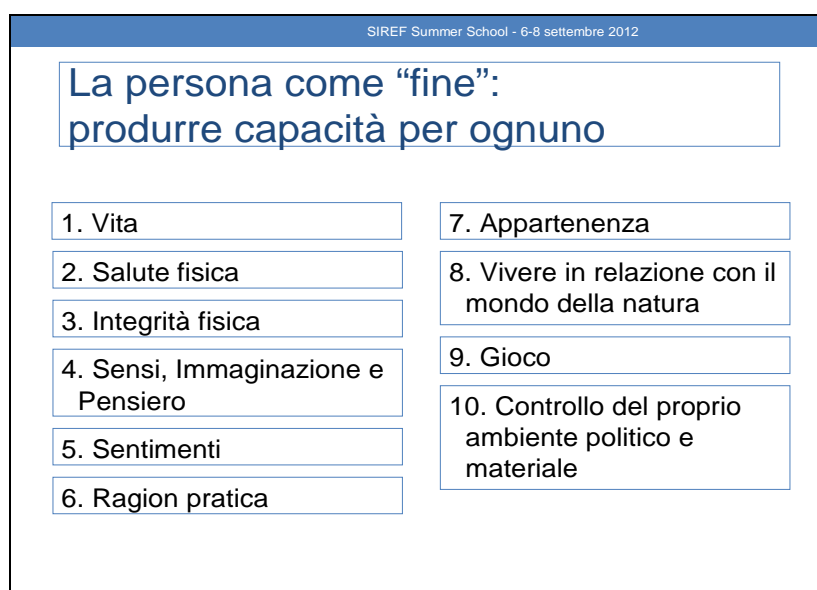 SIREF Summer School - 6-8 settembre 2012
La persona come “fine”:
produrre capacità per ognuno
1. Vita
2. Salute fisica
3. Integrità fisica
4. Sensi, Immaginazione e
Pensiero
5. Sentimenti
6. Ragion pratica
7. Appartenenza
8. Vivere in relazione con il
mondo della natura
9. Gioco
10. Controllo del proprio
ambiente politico e
materiale